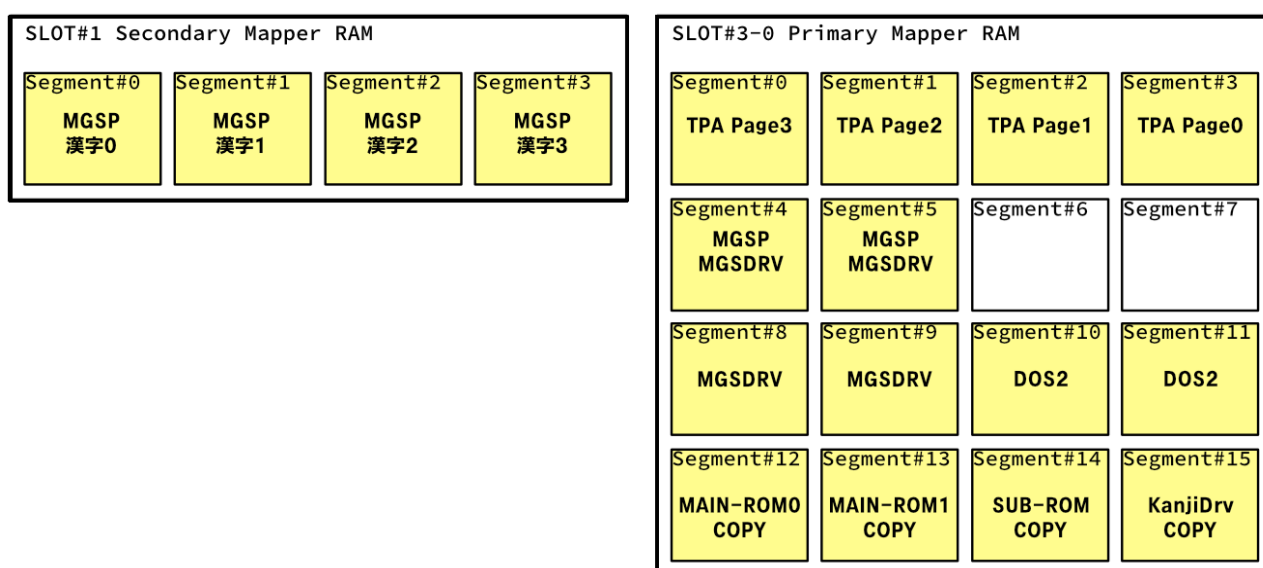 SLOT#1 Secondary Mapper RAM
Segment#0 Segment#1 Segment#2 Segment#3
MGSP MGSP MGSP MGSP
漢字0 漢字1 漢字2 漢字3
SLOT#3-0 Primary Mapper RAM
Segment#0 Segment#1 Segment#2 Segment#3
TPA Page3 TPA Page2 TPA Page1 TPA Page0
Segment#4 Segment#5 Segment#6 Segment#7
MGSP MGSP
MGSDRV MGSDRV
Segment#8 Segment#9 Segment#10 Segment#11
MGSDRV MGSDRV DOS2 DOS2
Segment#12 Segment#13 Segment#14 Segment#15
MAIN-ROM0 MAIN-ROM1 SUB-ROM KanjiDrv
COPY COPY COPY COPY